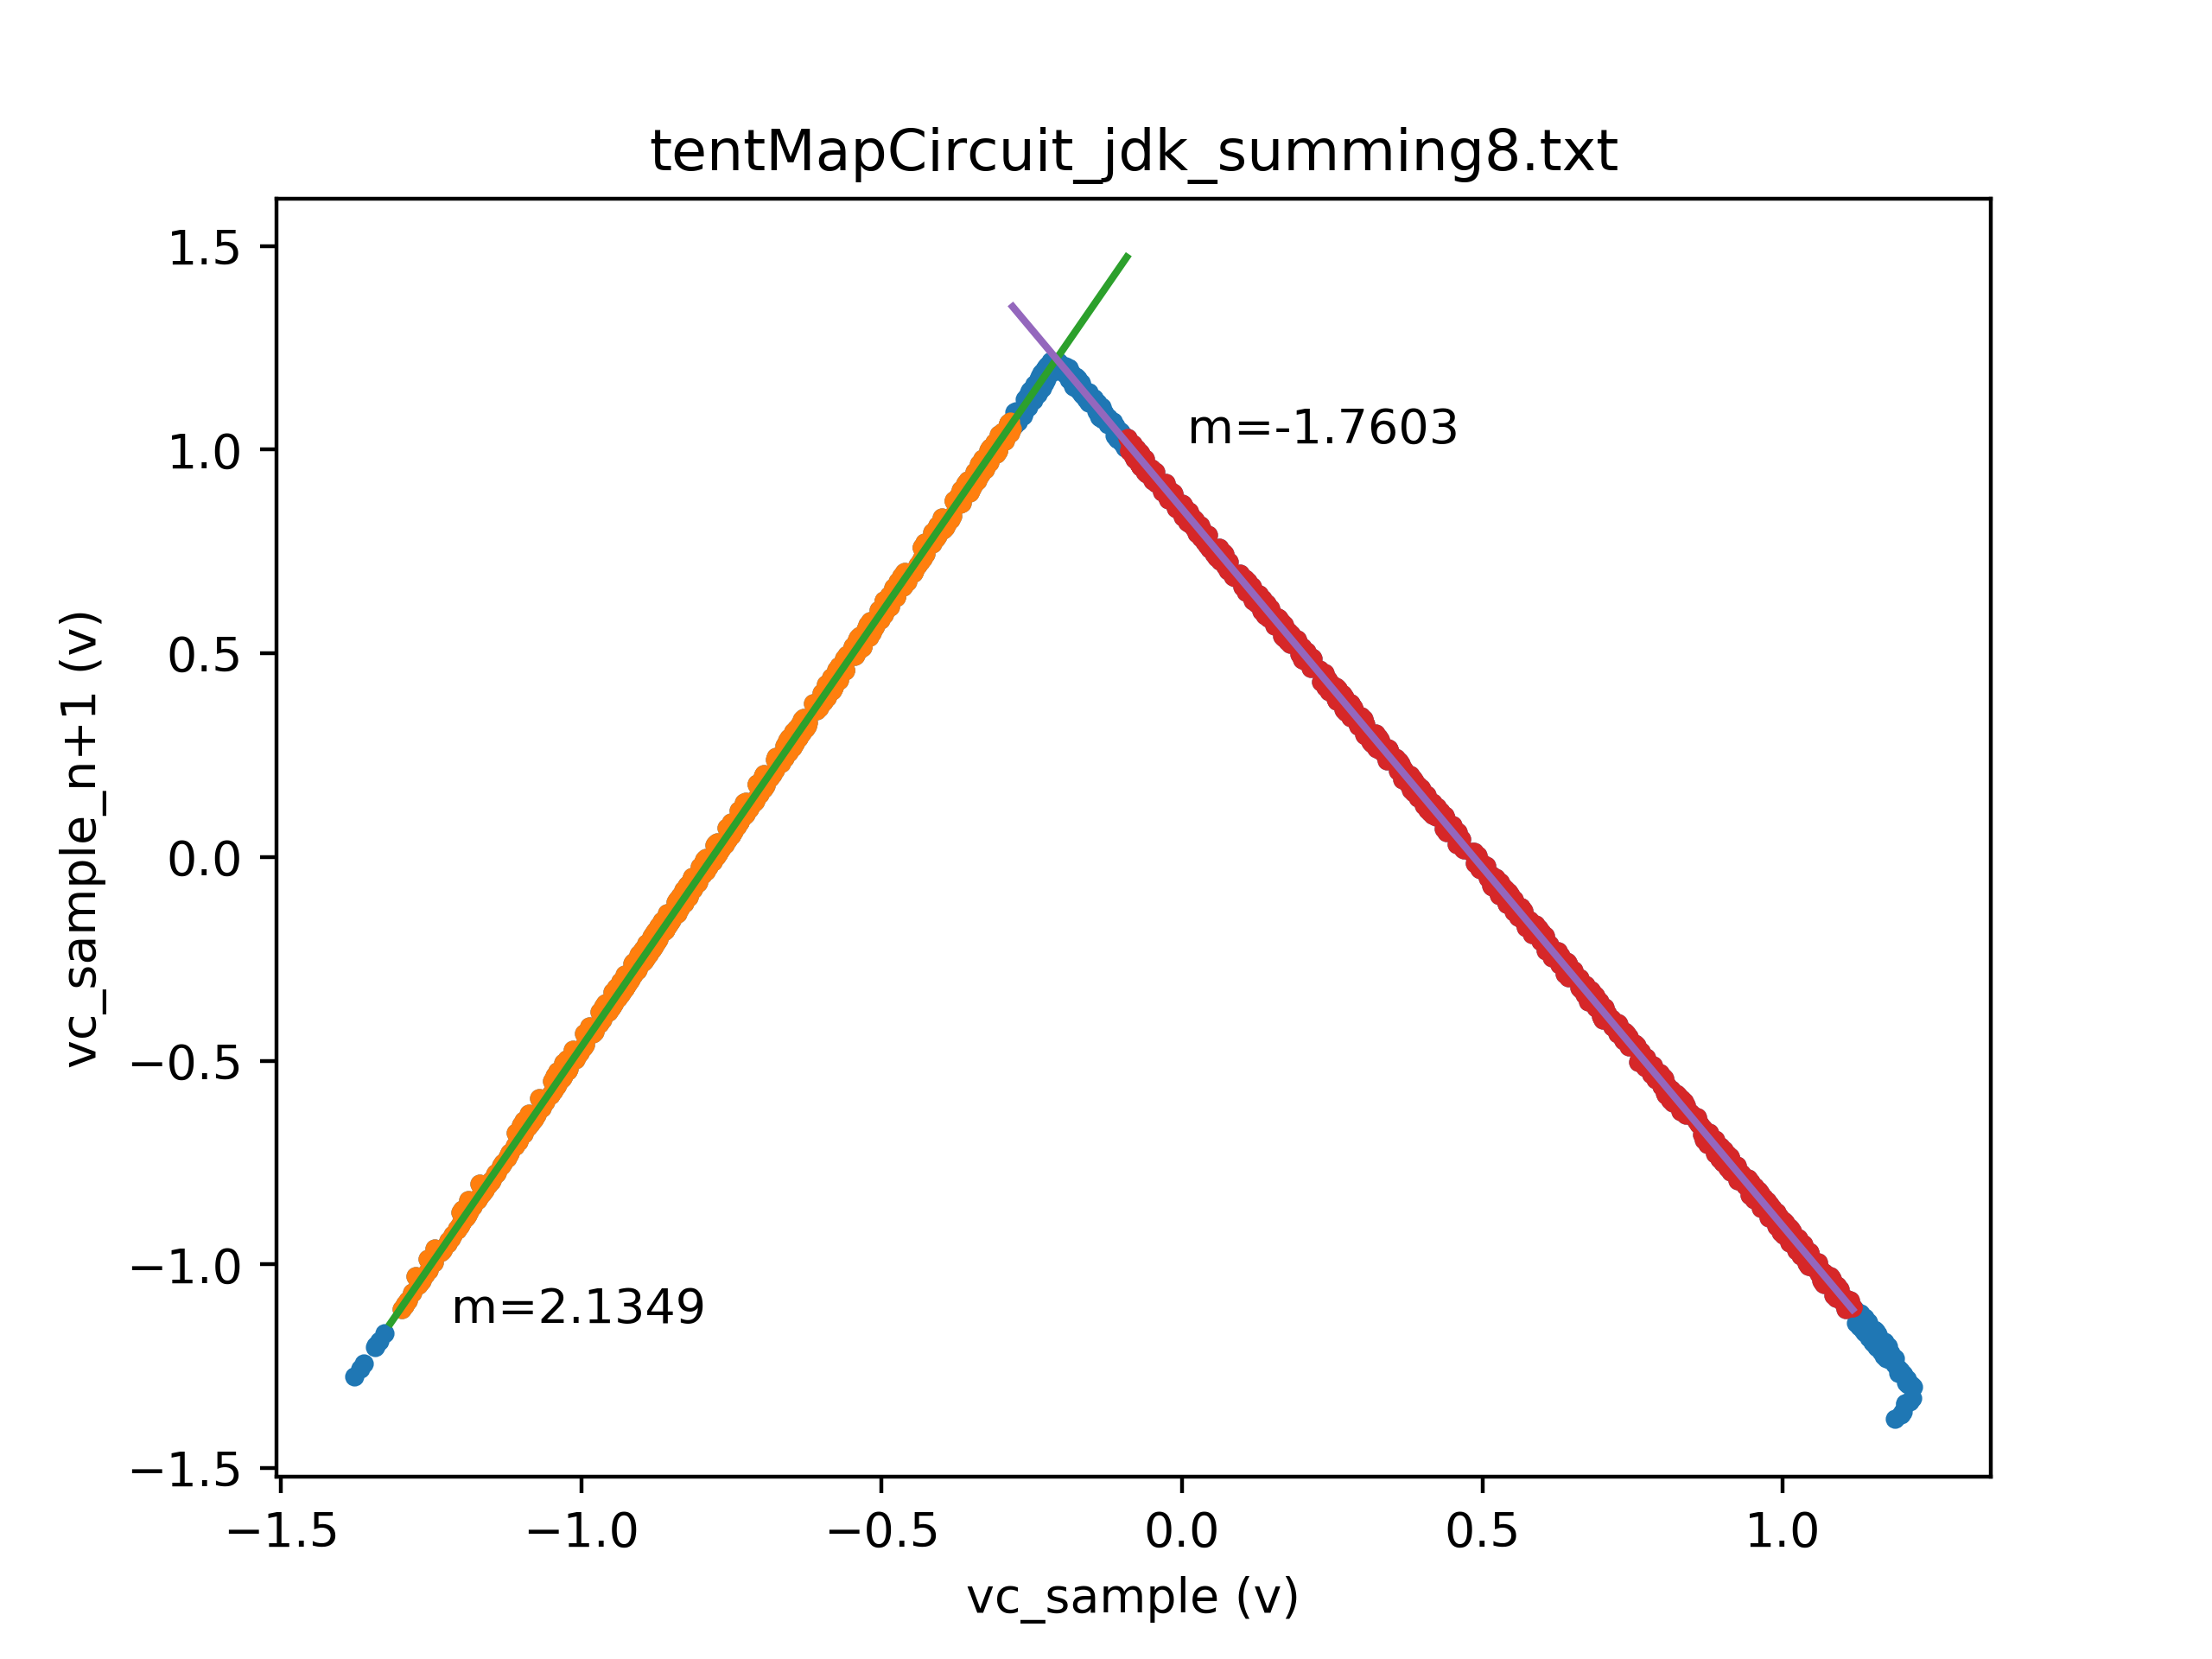 tentMapCircuit_jdk_summing8.txt
1.5
1.0
0.5
0.0
−0.5
−1.0
−1.5
vc_sample_n+1 (v)
m=-1.7603
m=2.1349
−1.5 −1.0 −0.5 0.0 0.5 1.0
vc_sample (v)